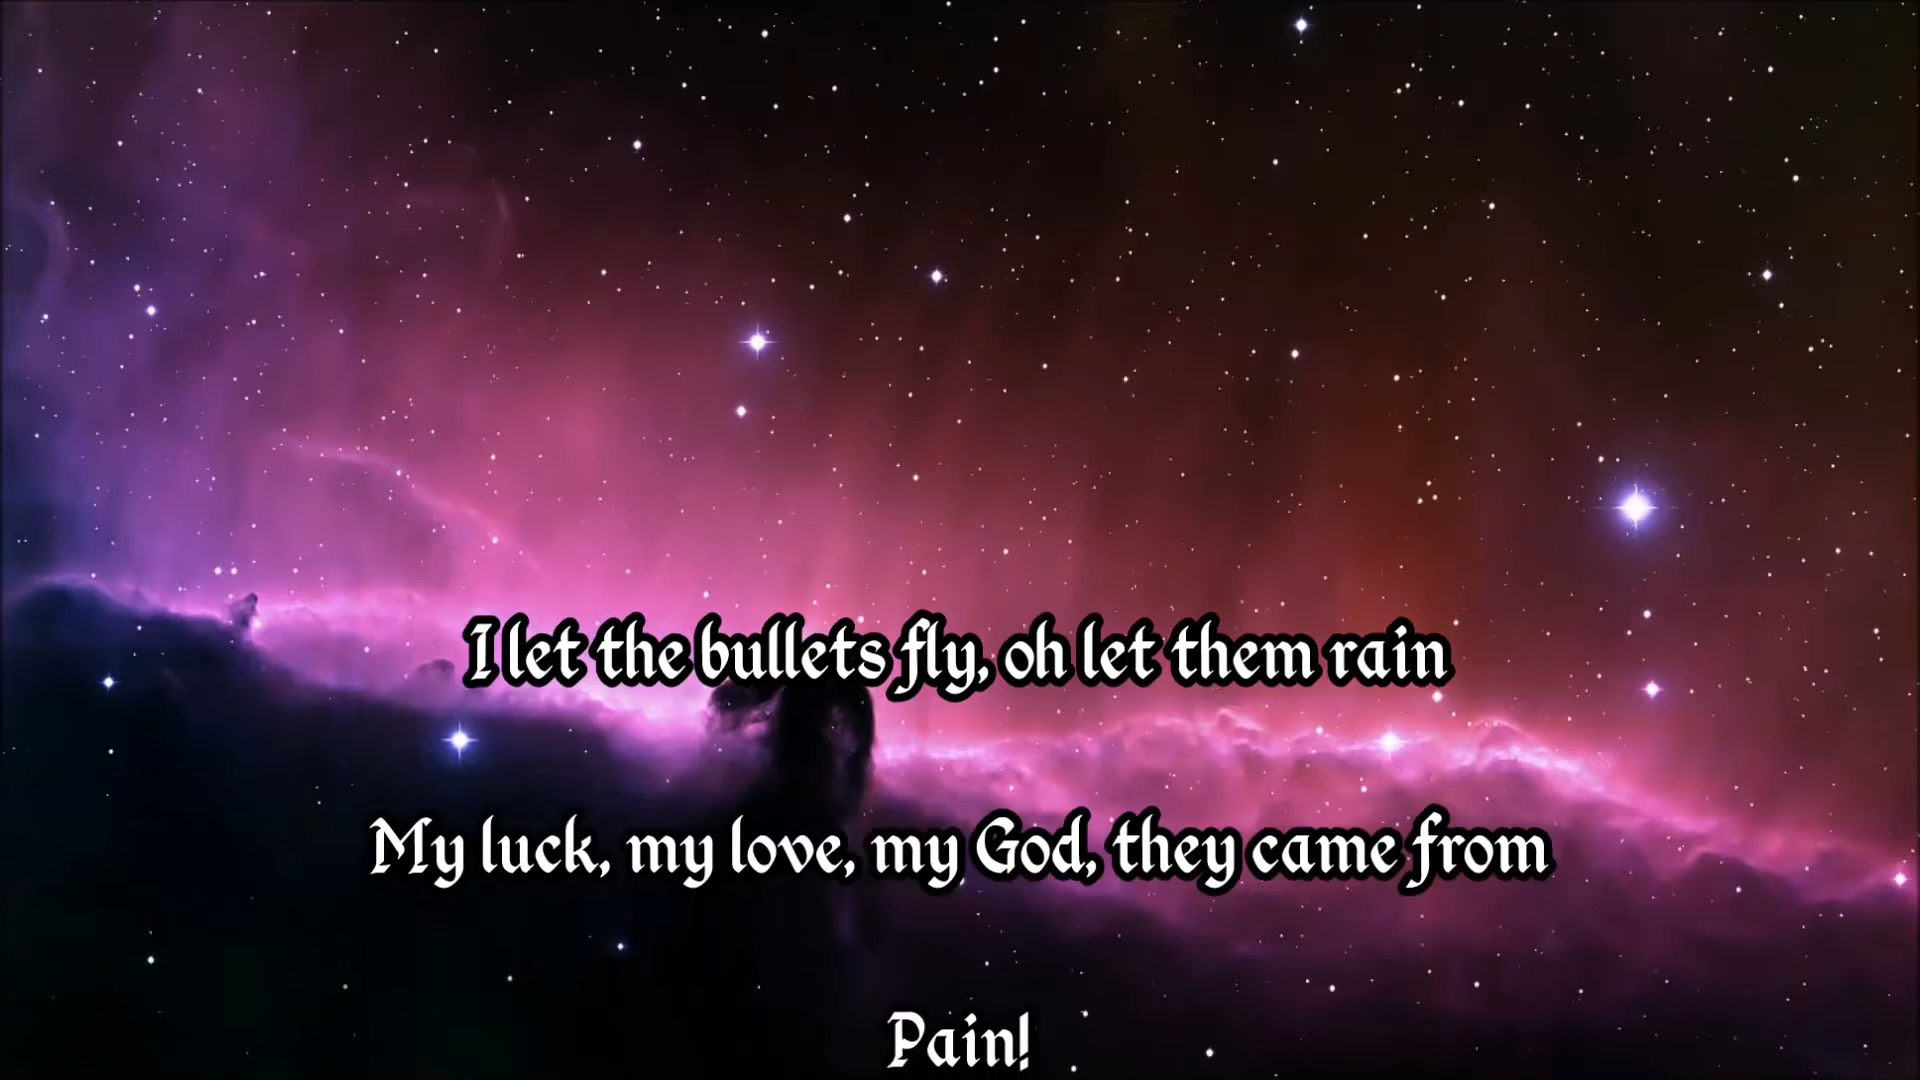 I let the bullets fly, oh let them rain
My luck, my love, my God, they came from
Pain!